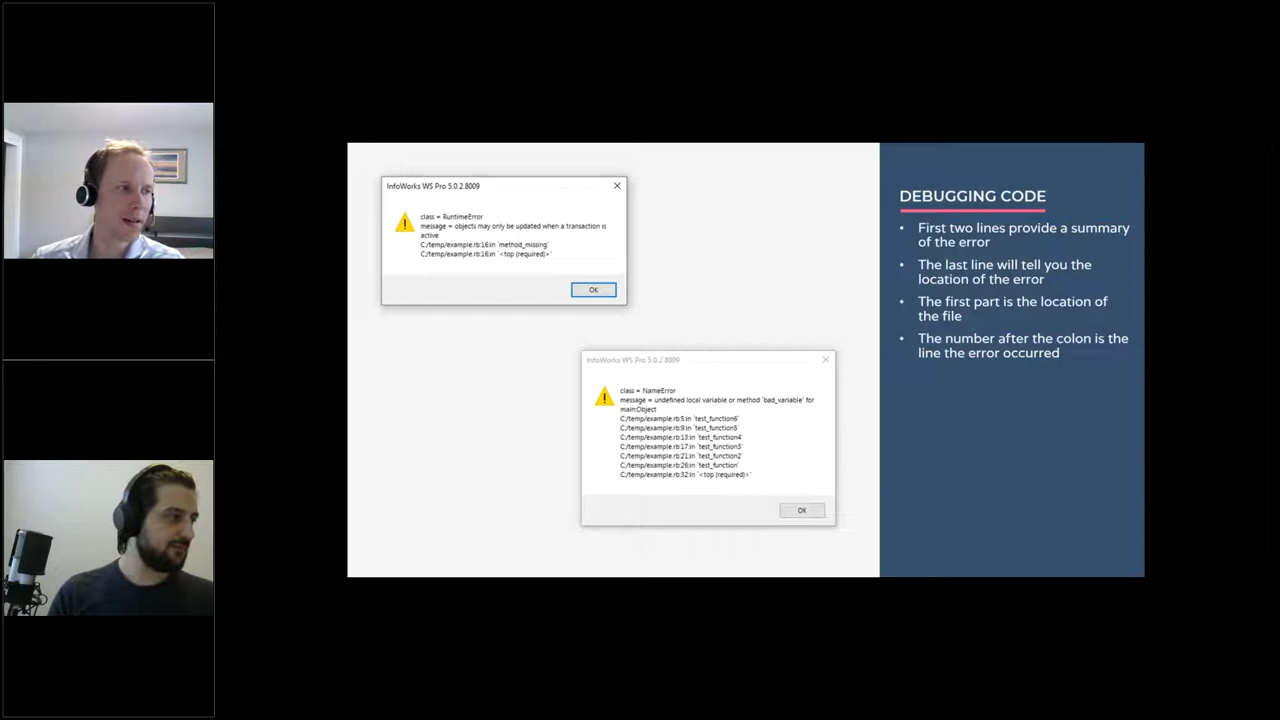 InfoWorks WS Pro 5.0.2.8009
class = RuntimeError
message = objects may only be updated when a transaction is
active
C:/temp/example.rb:16:in `method_missing'
C:/temp/example.rb:16:in `<top (required)>'
OK
InfoWorks WS Pro 5.0.2.8009
class = NameError
message = undefined local variable or method `bad_variable' for
main:Object
C:/temp/example.rb:5:in `test_function6'
C:/temp/example.rb:9:in `test_function5'
C:/temp/example.rb:13:in `test_function4'
C:/temp/example.rb:17:in `test_function3'
C:/temp/example.rb:21:in `test_function2'
C:/temp/example.rb:26:in `test_function'
C:/temp/example.rb:32:in `<top (required)>'
OK
DEBUGGING CODE
• First two lines provide a summary
of the error
• The last line will tell you the
location of the error
• The first part is the location of
the file
• The number after the colon is the
line the error occurred